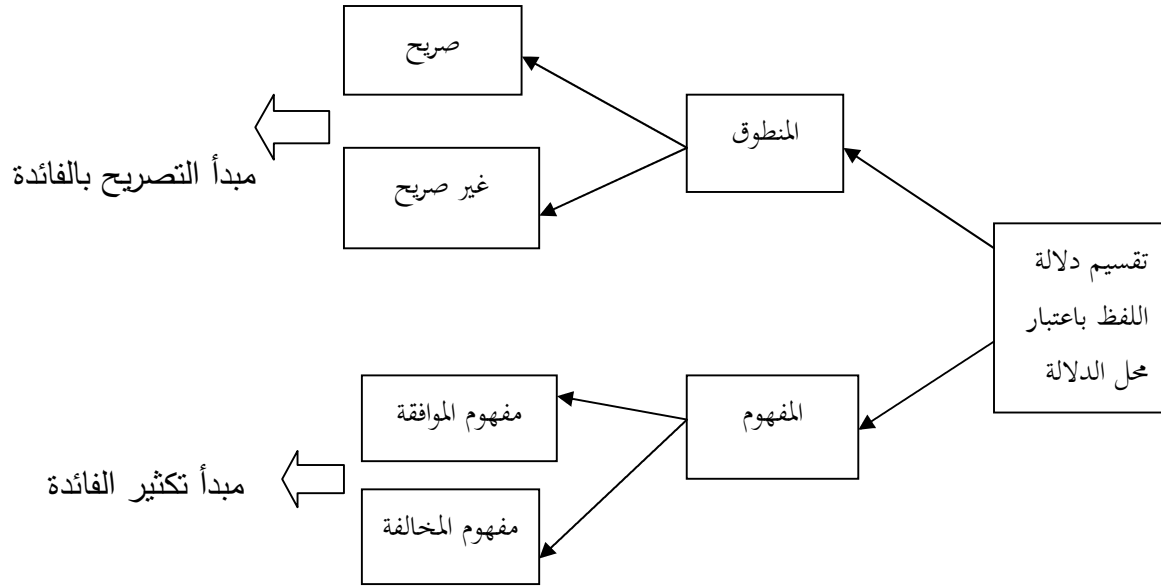 تقسيم دلالة
اللفظ باعتبار
محل الدلالة
المنطوق
صريح
غير صريح
مبدأ التصريح بالفائدة
المفهوم
مفهوم الموافقة
مفهوم المخالفة
مبدأ تكثير الفائدة